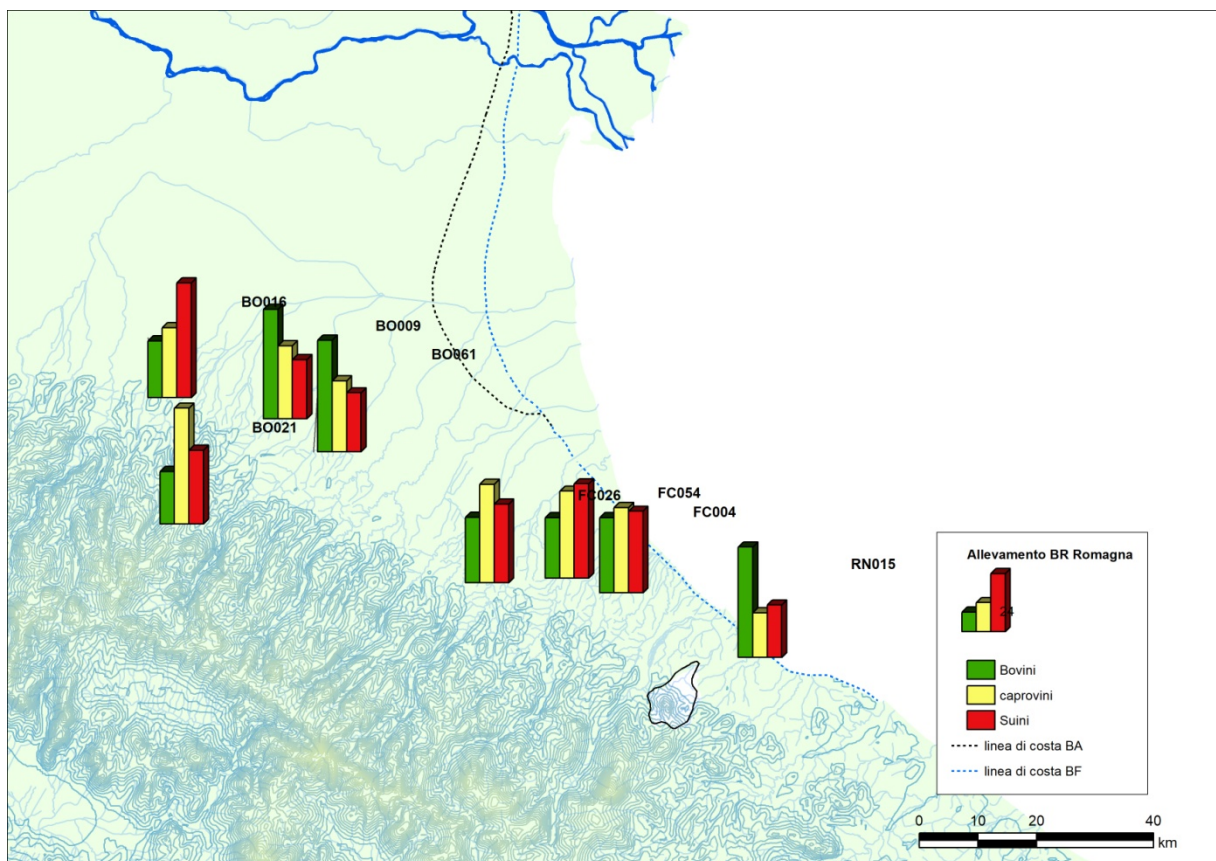 BO016
BO009
BO061
BO021
FC026
FC054
FC004
RN015
Allevamento BR Romagna
24
Bovini
caprovini
Suini
linea di costa BA
linea di costa BF
0 10 20 40
km